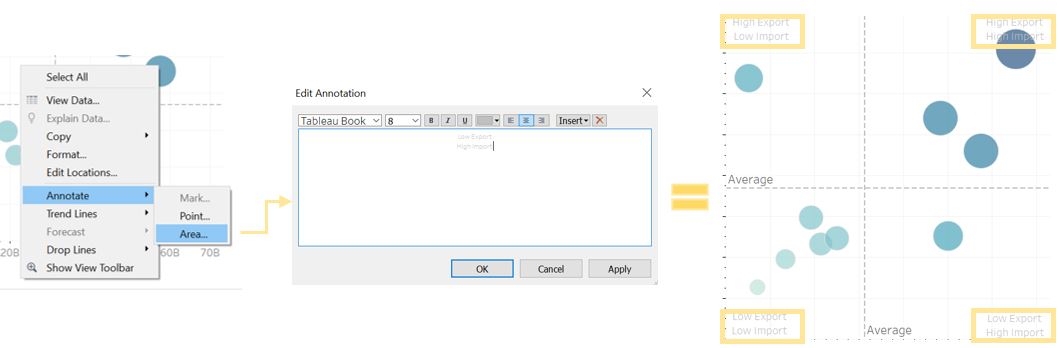 Select All
View Data...
Explain Data...
Copy
Format...
Edit Locations...
Annotate
Mark...
Trend Lines
Point...
Forecast
Area...
Drop Lines
Show View Toolbar
20B
60B
70B
Edit Annotation
Tableau Book
8
B
I
U
Insert
Low Export
High Import
OK
Cancel
Apply
High Export
Low Import
High Export
High Import
Average
Low Export
Low Import
Average
Low Export
High Import